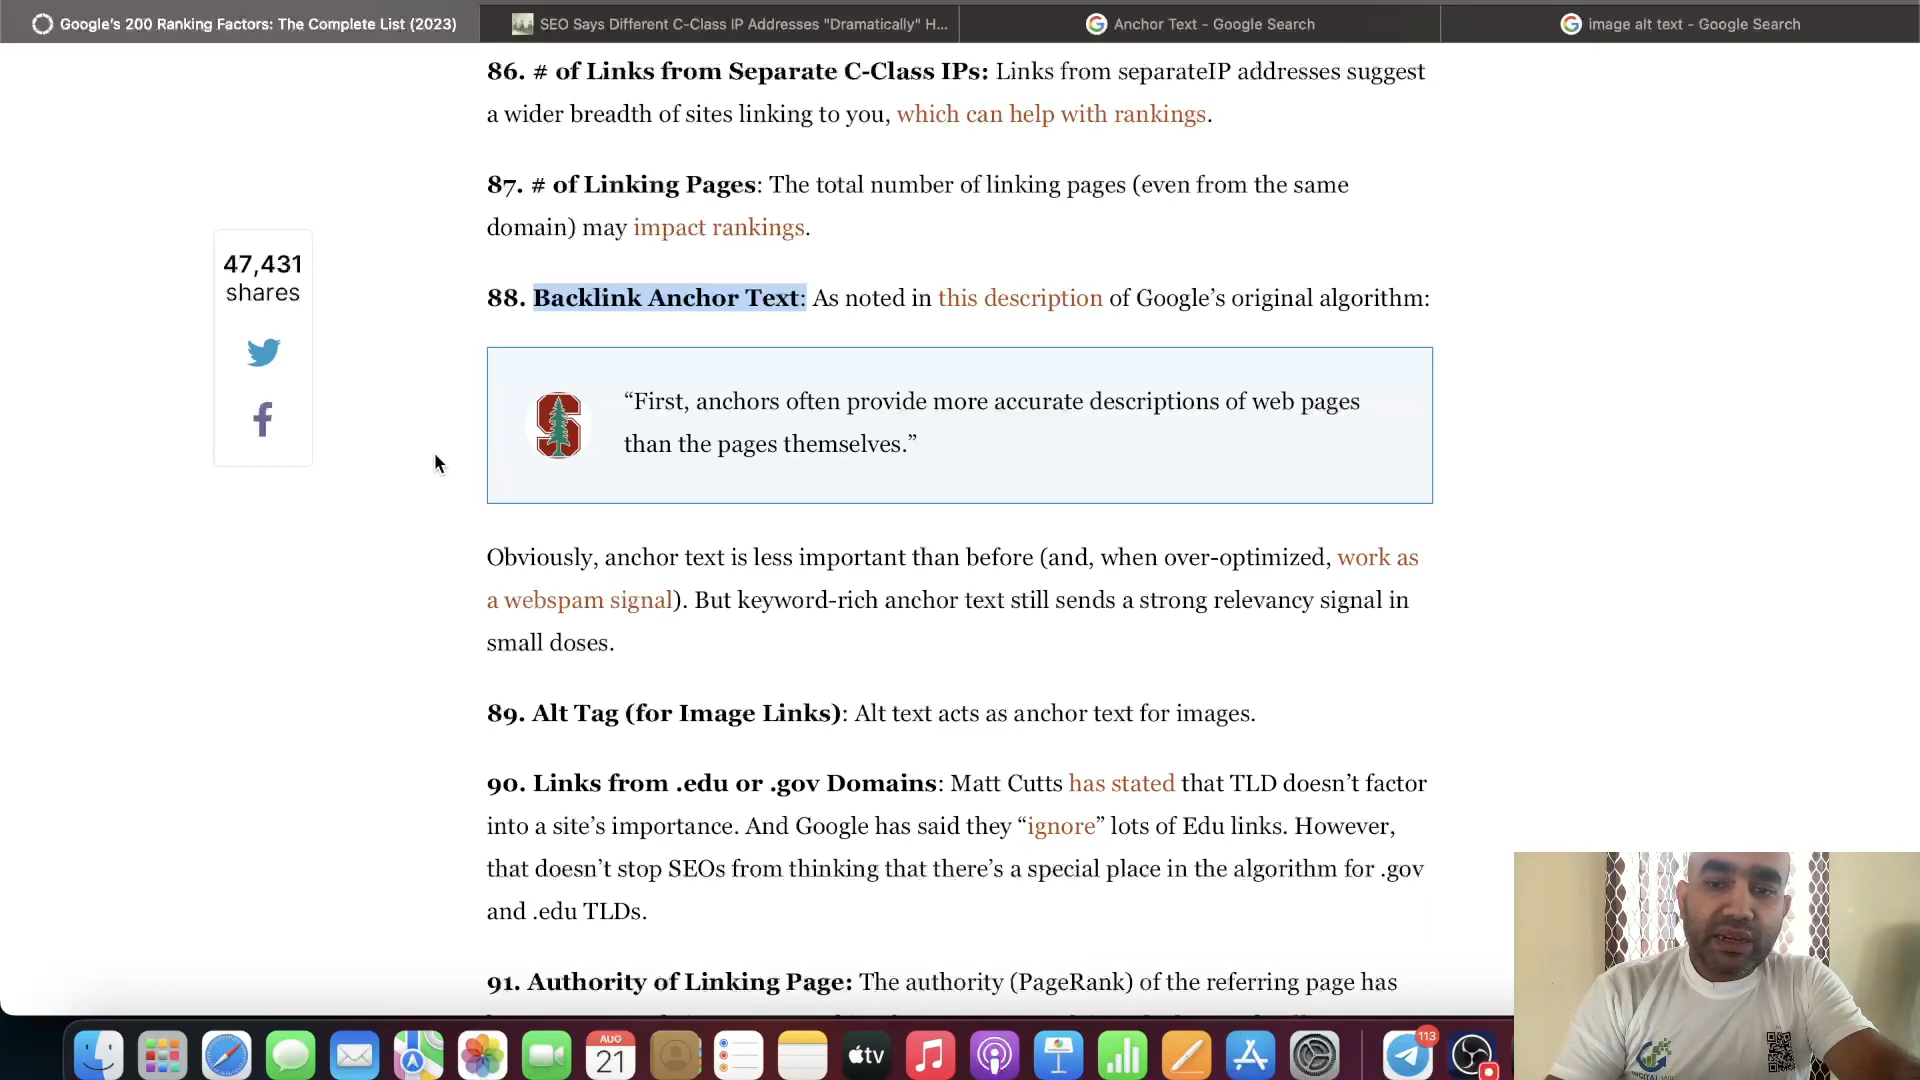 Google's 200 Ranking Factors: The Complete List (2023)
SEO Says Different C-Class IP Addresses "Dramatically" H...
Anchor Text - Google Search
image alt text - Google Search
86. # of Links from Separate C-Class IPs: Links from separateIP addresses suggest
a wider breadth of sites linking to you, which can help with rankings.
87. # of Linking Pages: The total number of linking pages (even from the same
domain) may impact rankings.
47,431
shares
88. Backlink Anchor Text: As noted in this description of Google’s original algorithm:
“First, anchors often provide more accurate descriptions of web pages
than the pages themselves.”
Obviously, anchor text is less important than before (and, when over-optimized, work as
a webspam signal). But keyword-rich anchor text still sends a strong relevancy signal in
small doses.
89. Alt Tag (for Image Links): Alt text acts as anchor text for images.
90. Links from .edu or .gov Domains: Matt Cutts has stated that TLD doesn’t factor
into a site’s importance. And Google has said they “ignore” lots of Edu links. However,
that doesn’t stop SEOs from thinking that there’s a special place in the algorithm for .gov
and .edu TLDs.
91. Authority of Linking Page: The authority (PageRank) of the referring page has
AUG
21
tv
113